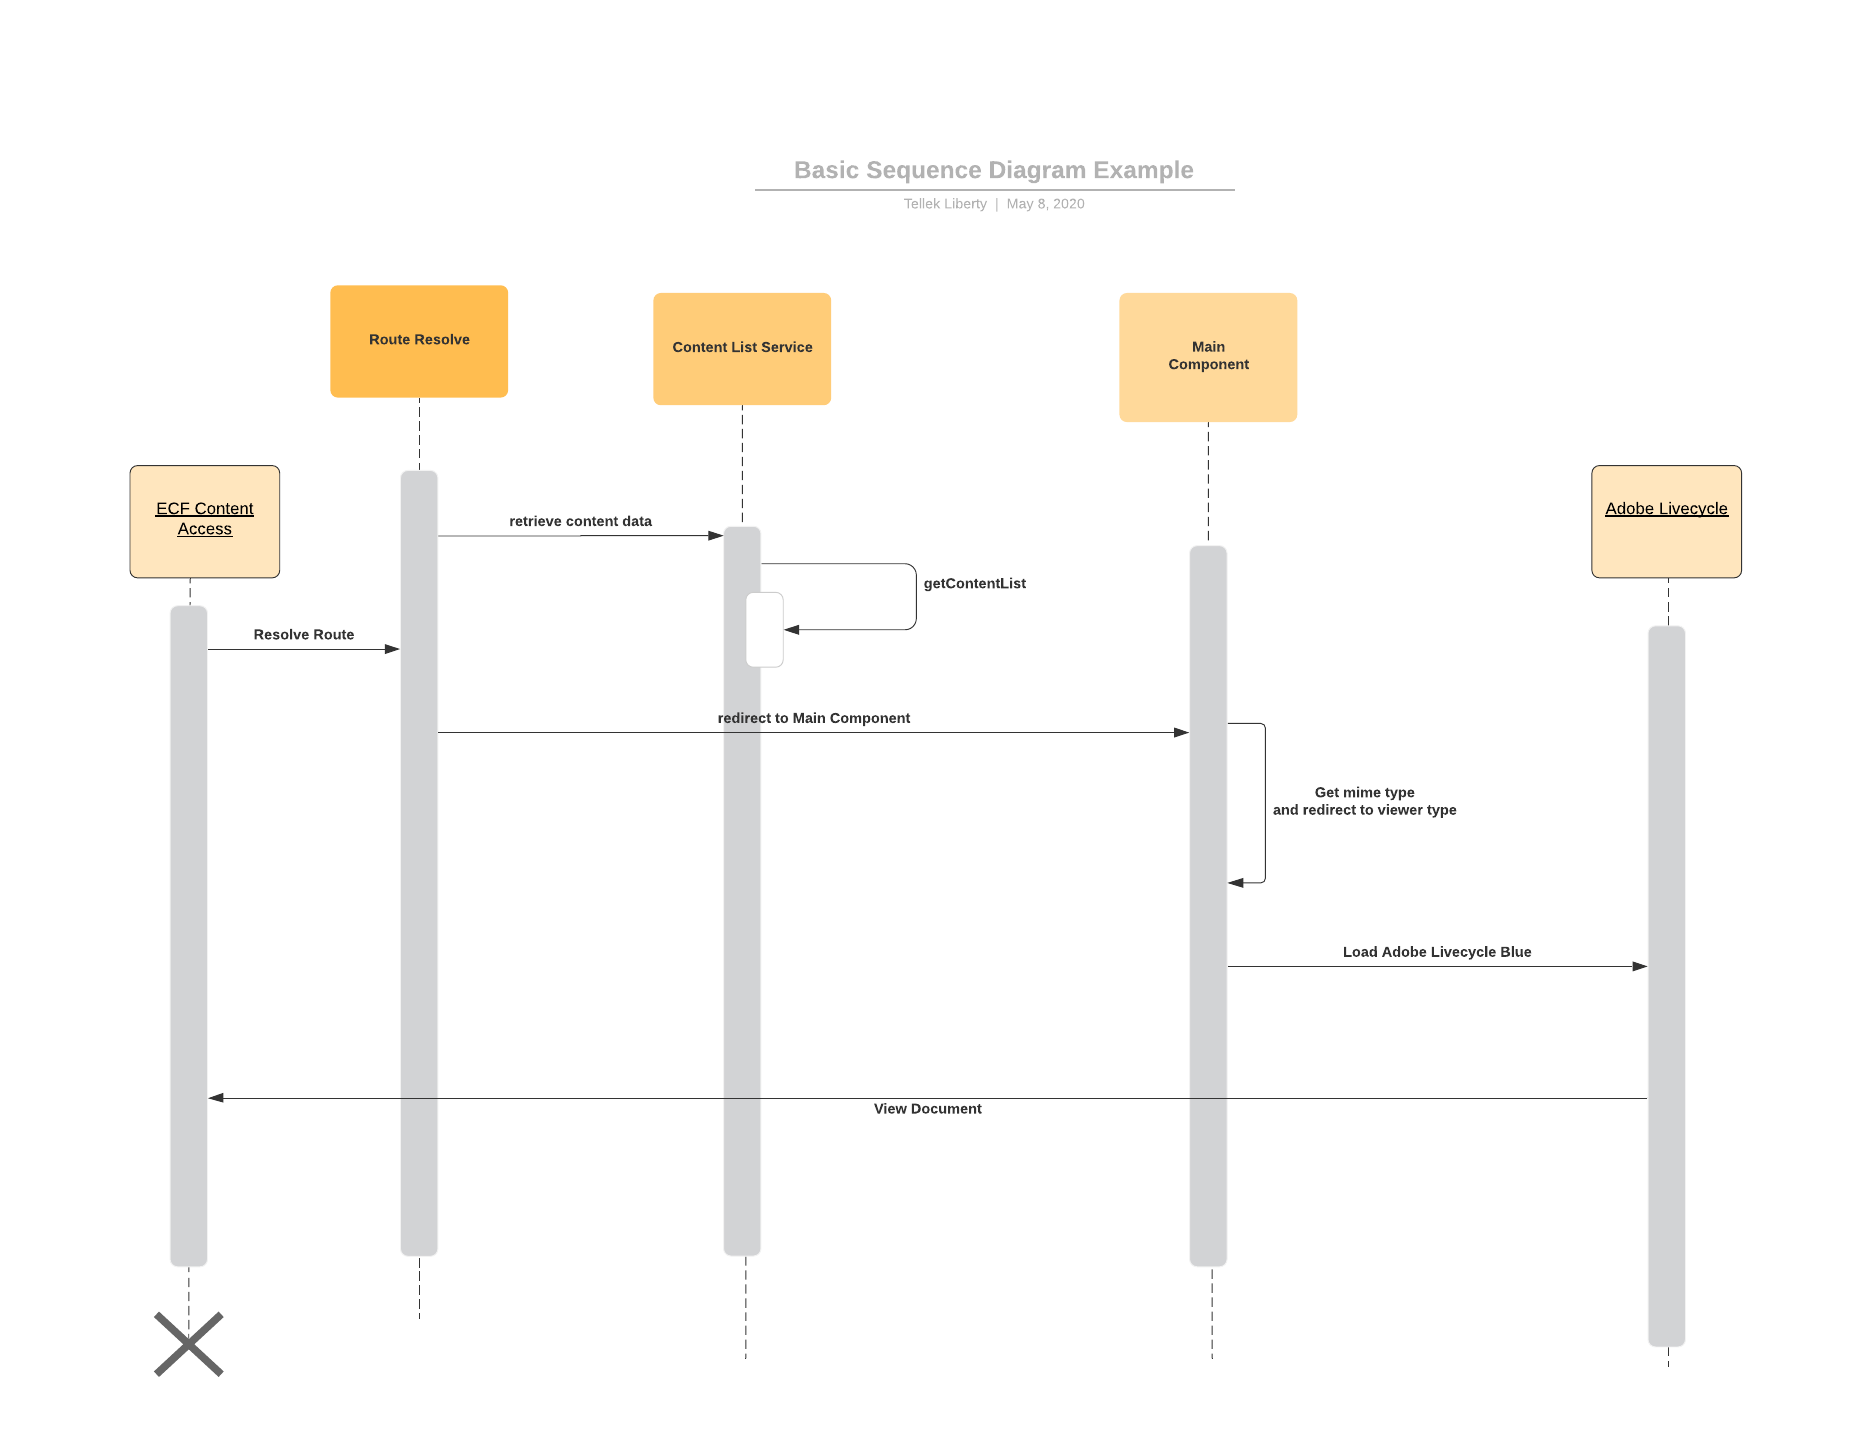 Basic Sequence Diagram Example
Tellek Liberty | May 8, 2020
Route Resolve
Content List Service
Main
Component
ECF Content
Access
Adobe Livecycle
retrieve content data
getContentList
Resolve Route
redirect to Main Component
Get mime type
and redirect to viewer type
Load Adobe Livecycle Blue
View Document